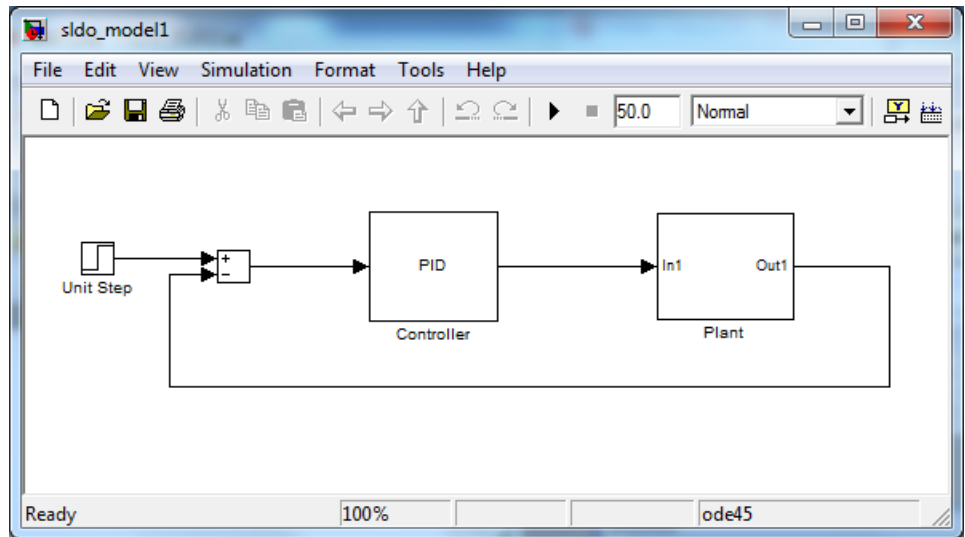 sldo_model1
File Edit View Simulation Format Tools Help
50.0 Normal
+
PID
In1 Out1
−
Unit Step
Controller
Plant
Ready 100% ode45